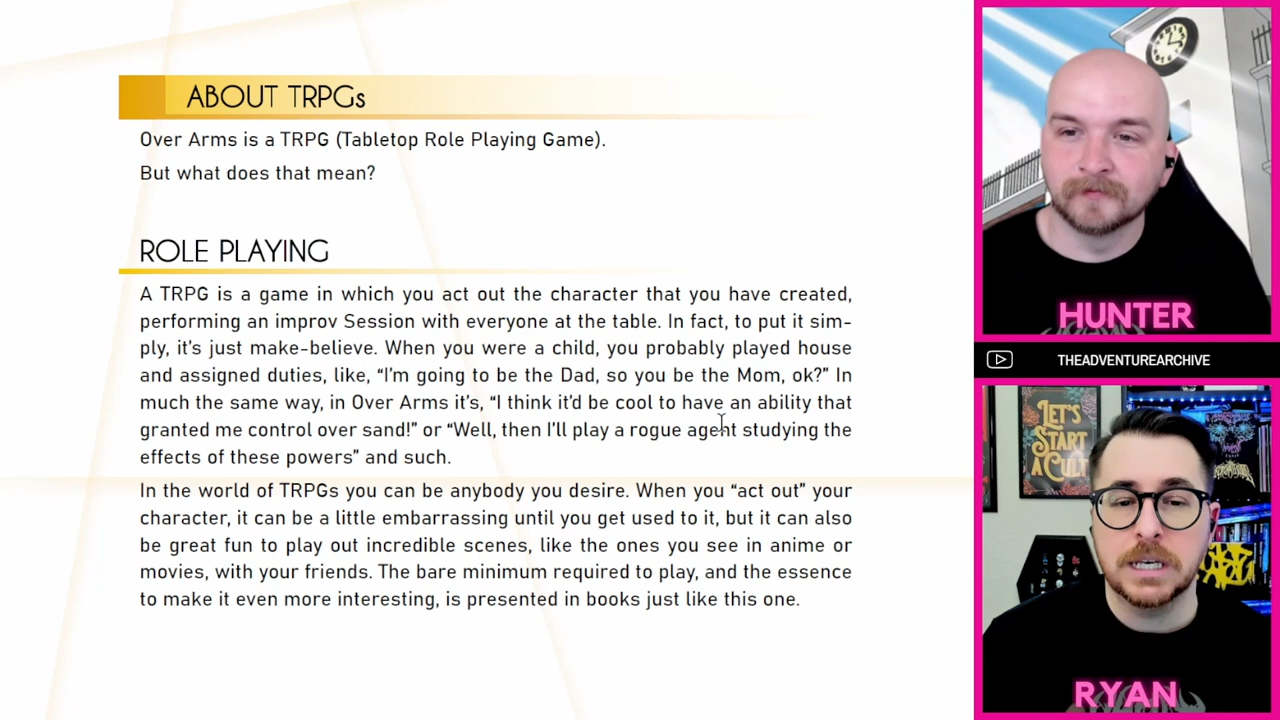 ABOUT TRPGs
Over Arms is a TRPG (Tabletop Role Playing Game).
But what does that mean?
ROLE PLAYING
A TRPG is a game in which you act out the character that you have created,
performing an improv Session with everyone at the table. In fact, to put it sim-
ply, it's just make-believe. When you were a child, you probably played house
and assigned duties, like, “I'm going to be the Dad, so you be the Mom, ok?” In
much the same way, in Over Arms it's, “I think it'd be cool to have an ability that
granted me control over sand!” or “Well, then I'll play a rogue agent studying the
effects of these powers” and such.
In the world of TRPGs you can be anybody you desire. When you “act out” your
character, it can be a little embarrassing until you get used to it, but it can also
be great fun to play out incredible scenes, like the ones you see in anime or
movies, with your friends. The bare minimum required to play, and the essence
to make it even more interesting, is presented in books just like this one.
HUNTER
THEADVENTUREARCHIVE
LET'S
START
A CULT
RYAN